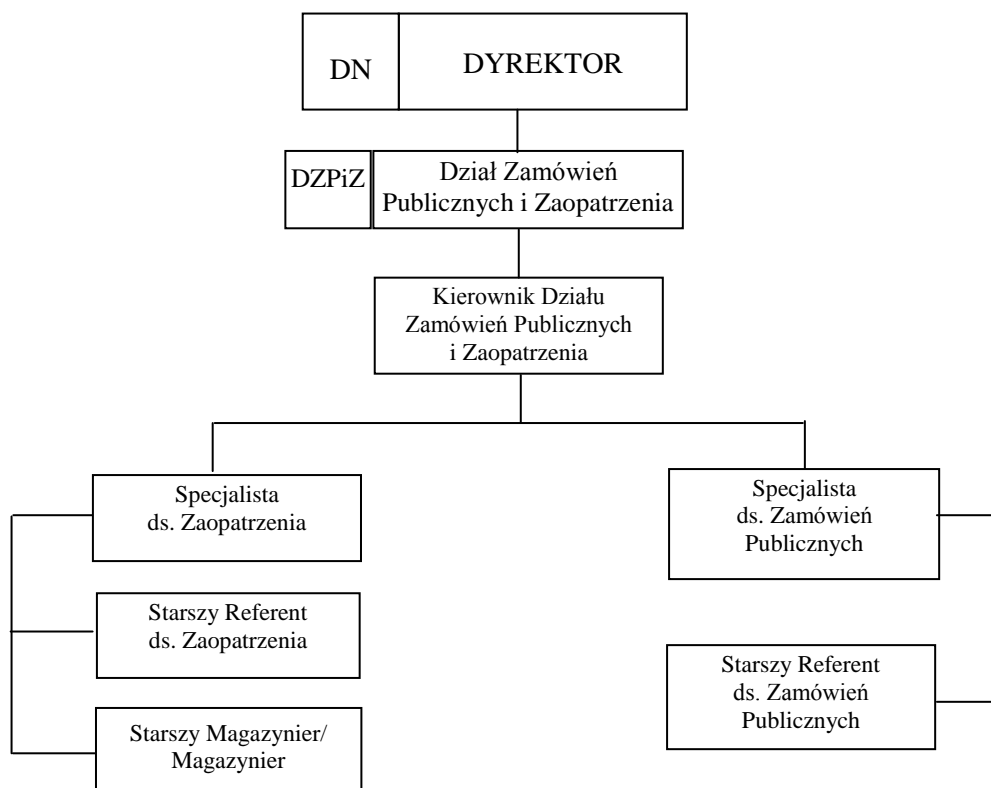 DN
DYREKTOR
DZPiZ
Dział Zamówień
Publicznych i Zaopatrzenia
Kierownik Działu
Zamówień Publicznych
i Zaopatrzenia
Specjalista
ds. Zaopatrzenia
Specjalista
ds. Zamówień
Publicznych
Starszy Referent
ds. Zaopatrzenia
Starszy Referent
ds. Zamówień
Publicznych
Starszy Magazynier/
Magazynier